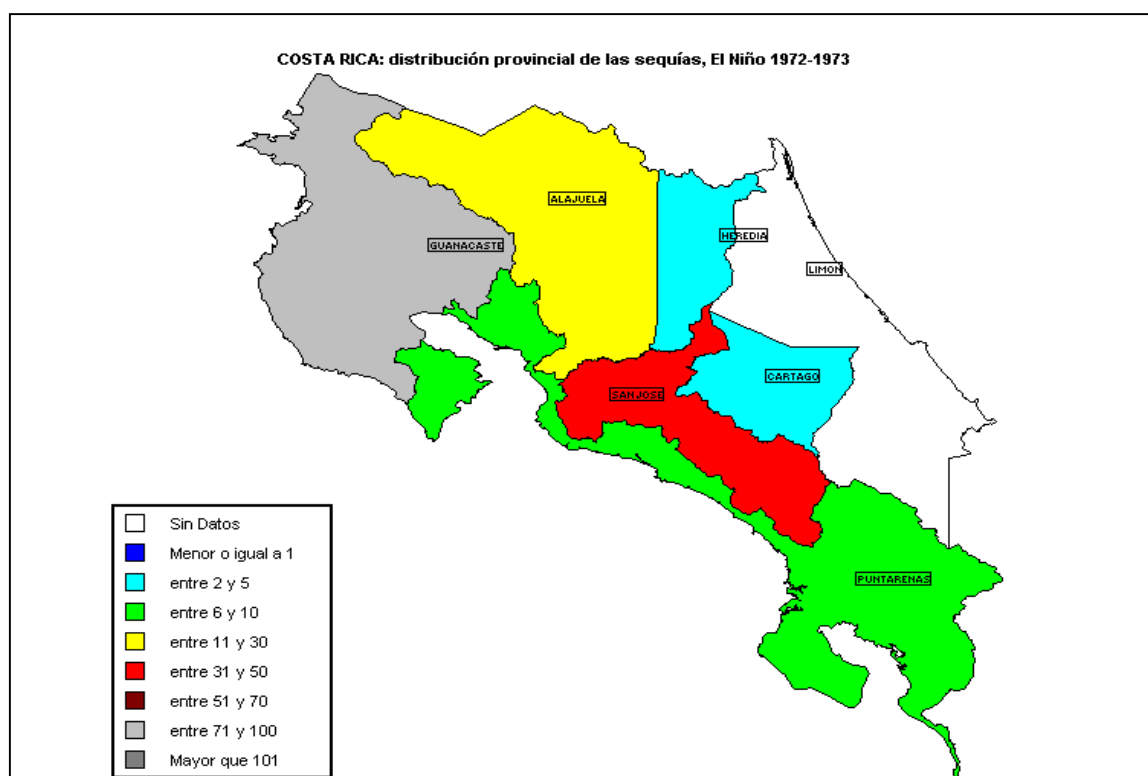 COSTA RICA: distribución provincial de las sequías, El Niño 1972-1973
ALAJUELA
HEREDIA
GUANACASTE
LIMON
CARTAGO
SAN JOSE
PUNTARENAS
Sin Datos
Menor o igual a 1
entre 2 y 5
entre 6 y 10
entre 11 y 30
entre 31 y 50
entre 51 y 70
entre 71 y 100
Mayor que 101